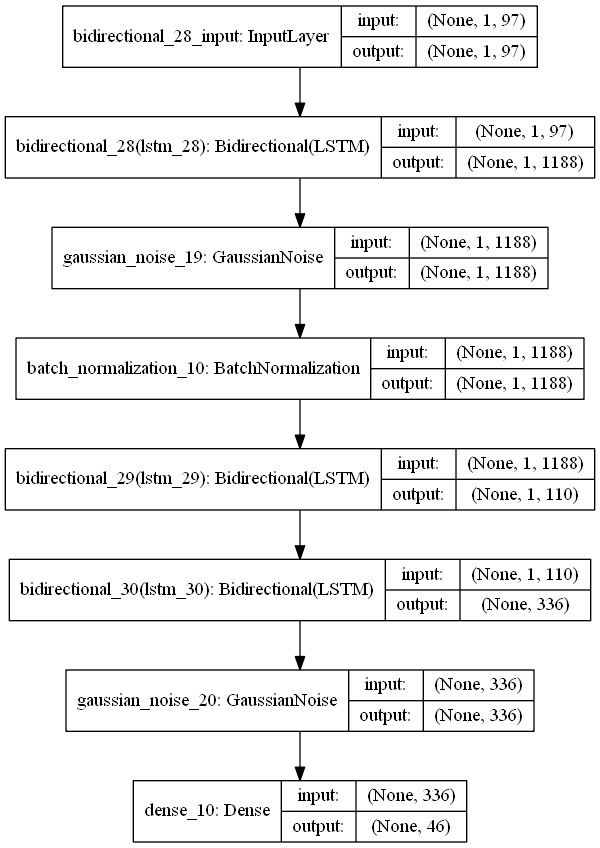 bidirectional_28_input: InputLayer
input: (None, 1, 97)
output: (None, 1, 97)
bidirectional_28(lstm_28): Bidirectional(LSTM)
input: (None, 1, 97)
output: (None, 1, 1188)
gaussian_noise_19: GaussianNoise
input: (None, 1, 1188)
output: (None, 1, 1188)
batch_normalization_10: BatchNormalization
input: (None, 1, 1188)
output: (None, 1, 1188)
bidirectional_29(lstm_29): Bidirectional(LSTM)
input: (None, 1, 1188)
output: (None, 1, 110)
bidirectional_30(lstm_30): Bidirectional(LSTM)
input: (None, 1, 110)
output: (None, 336)
gaussian_noise_20: GaussianNoise
input: (None, 336)
output: (None, 336)
dense_10: Dense
input: (None, 336)
output: (None, 46)